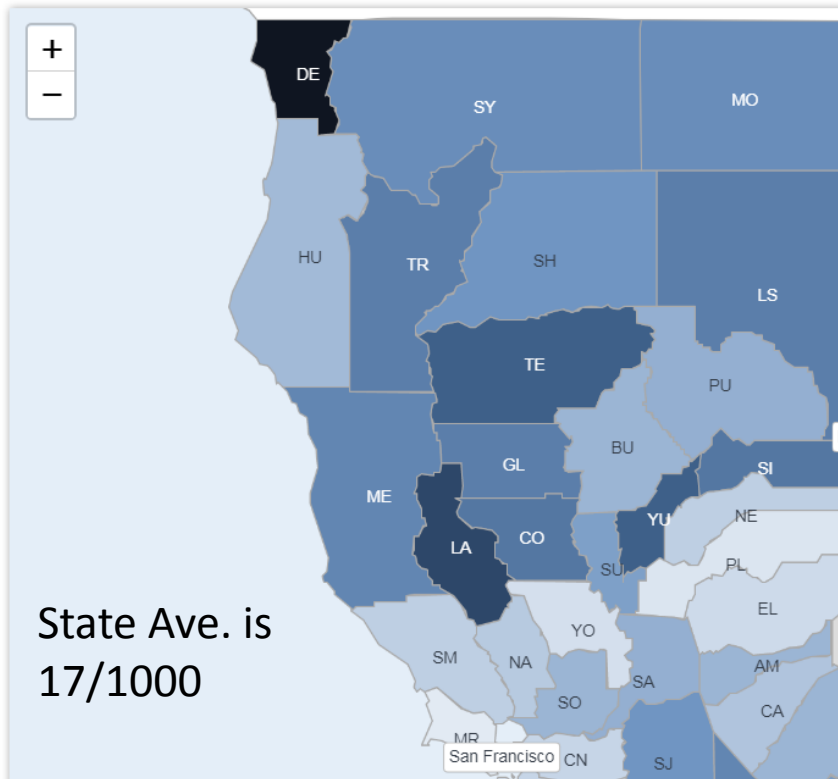 +
−
DE
SY
MO
HU
TR
SH
LS
TE
PU
BU
GL
SI
ME
YU
NE
LA
CO
SU
PL
EL
State Ave. is
17/1000
YO
SM
NA
AM
SA
SO
CA
MR
San Francisco
CN
SJ